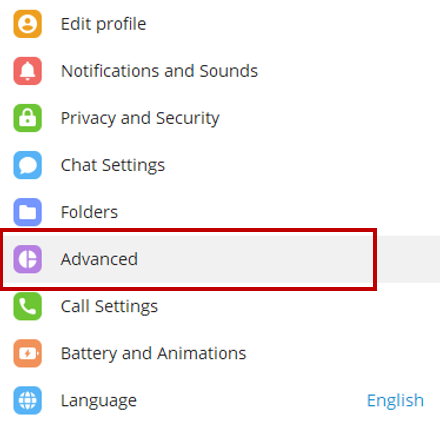 Edit profile
Notifications and Sounds
Privacy and Security
Chat Settings
Folders
Advanced
Call Settings
Battery and Animations
Language English